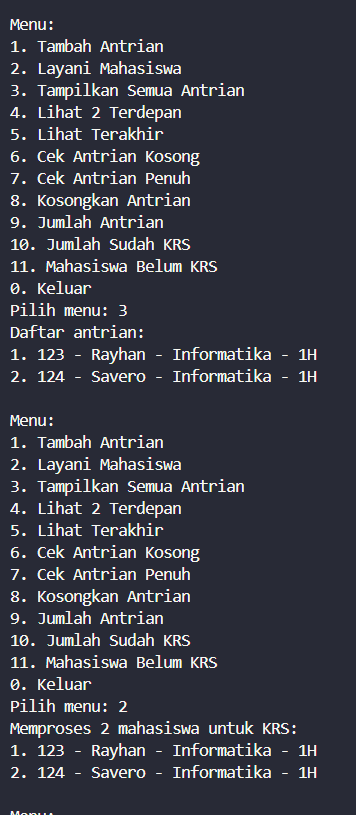 Menu:
1. Tambah Antrian
2. Layani Mahasiswa
3. Tampilkan Semua Antrian
4. Lihat 2 Terdepan
5. Lihat Terakhir
6. Cek Antrian Kosong
7. Cek Antrian Penuh
8. Kosongkan Antrian
9. Jumlah Antrian
10. Jumlah Sudah KRS
11. Mahasiswa Belum KRS
0. Keluar
Pilih menu: 3
Daftar antrian:
1. 123 - Rayhan - Informatika - 1H
2. 124 - Savero - Informatika - 1H

Menu:
1. Tambah Antrian
2. Layani Mahasiswa
3. Tampilkan Semua Antrian
4. Lihat 2 Terdepan
5. Lihat Terakhir
6. Cek Antrian Kosong
7. Cek Antrian Penuh
8. Kosongkan Antrian
9. Jumlah Antrian
10. Jumlah Sudah KRS
11. Mahasiswa Belum KRS
0. Keluar
Pilih menu: 2
Memproses 2 mahasiswa untuk KRS:
1. 123 - Rayhan - Informatika - 1H
2. 124 - Savero - Informatika - 1H

Menu: